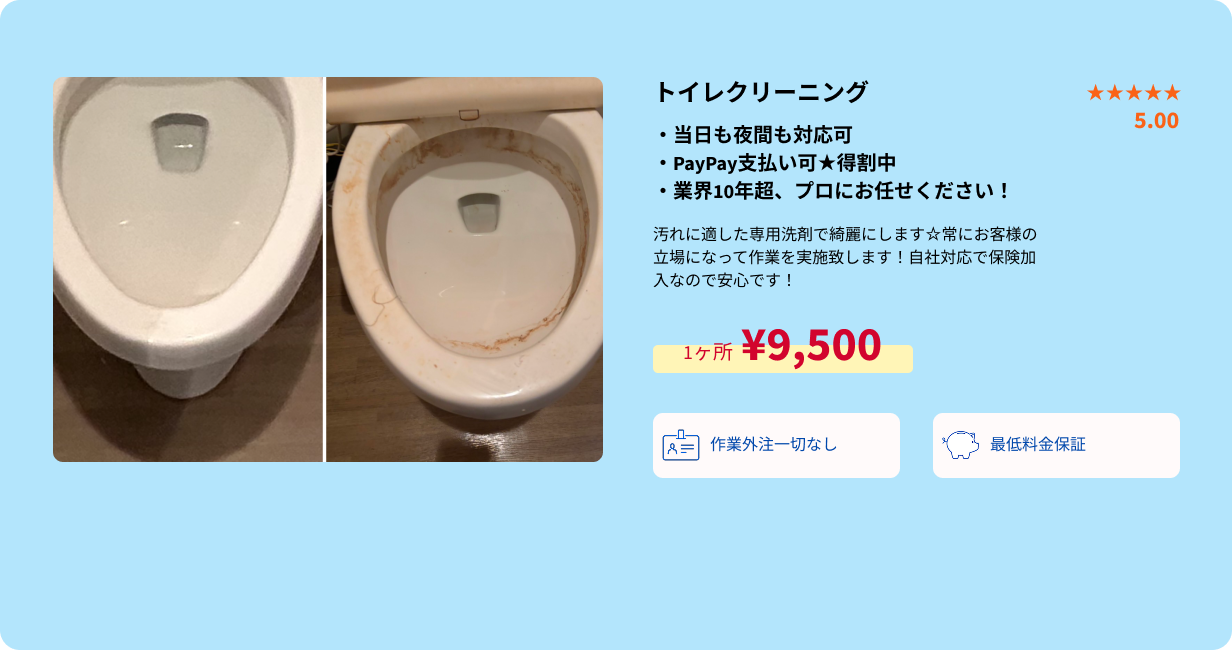 トイレクリーニング
★★★★★
5.00
・当日も夜間も対応可
・PayPay支払い可★得割中
・業界10年超、プロにお任せください！
汚れに適した専用洗剤で綺麗にします☆常にお客様の
立場になって作業を実施致します！自社対応で保険加
入なので安心です！
1ヶ所 ¥9,500
作業外注一切なし
最低料金保証